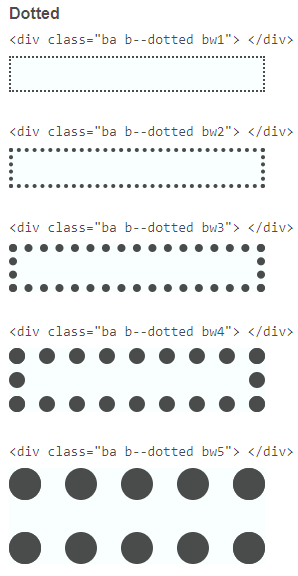 Dotted
<div class="ba b--dotted bw1"> </div>
<div class="ba b--dotted bw2"> </div>
<div class="ba b--dotted bw3"> </div>
<div class="ba b--dotted bw4"> </div>
<div class="ba b--dotted bw5"> </div>